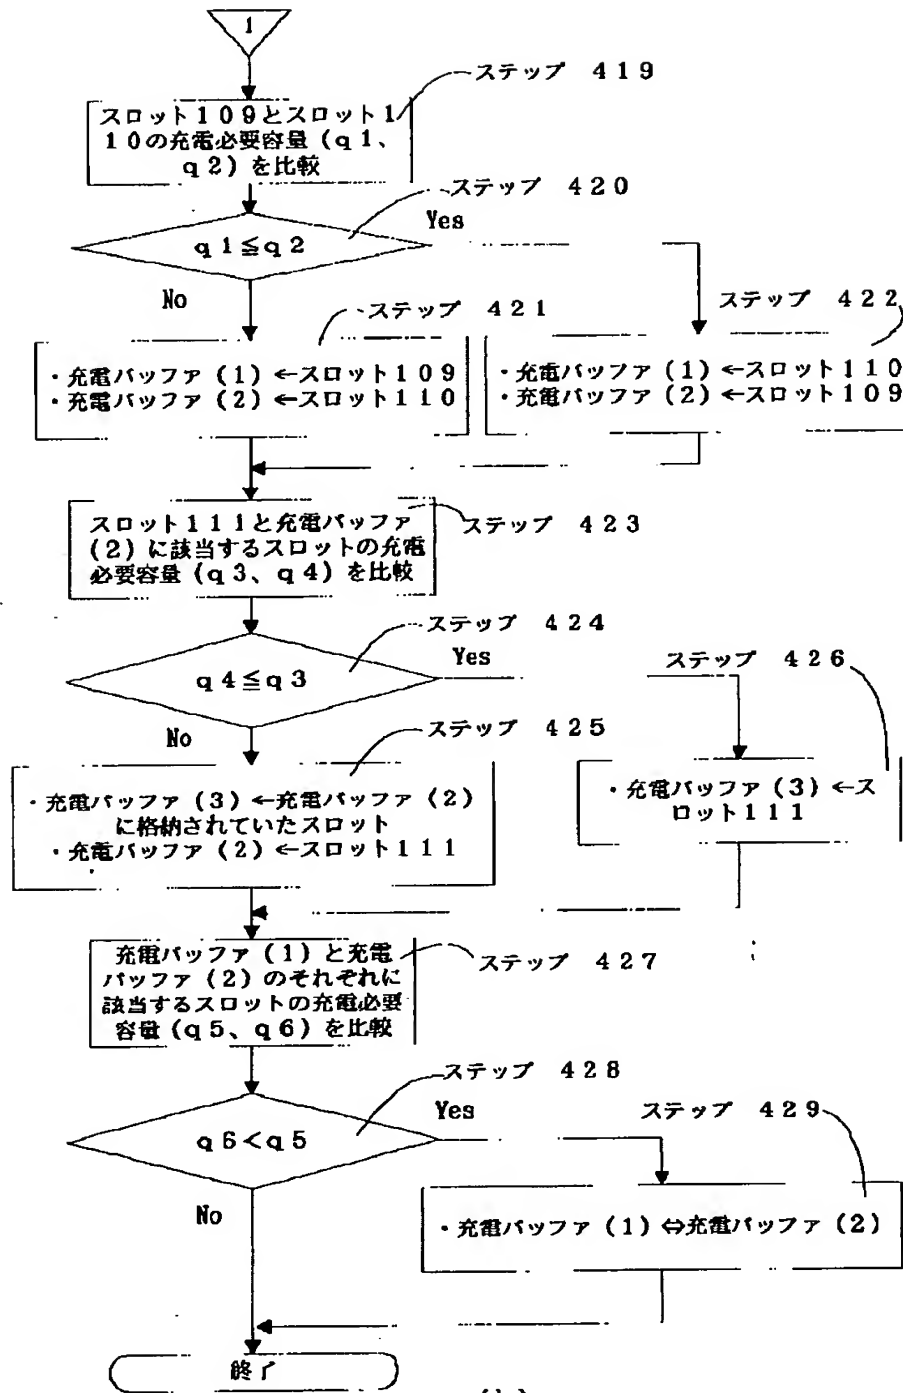 1
ステップ 419
スロット109とスロット1
10の充電必要容量(q1、
q2)を比較
ステップ 420
Yes
q1≦q2
No
ステップ 421
ステップ 422
・充電バッファ(1)←スロット109
・充電バッファ(2)←スロット110
・充電バッファ(1)←スロット110
・充電バッファ(2)←スロット109
スロット111と充電バッファ
(2)に該当するスロットの充電
必要容量(q3、q4)を比較
ステップ 423
ステップ 424
Yes
q4≦q3
No
ステップ 426
ステップ 425
・充電バッファ(3)←充電バッファ(2)
に格納されていたスロット
・充電バッファ(2)←スロット111
・充電バッファ(3)←ス
ロット111
充電バッファ(1)と充電
バッファ(2)のそれぞれに
該当するスロットの充電必要
容量(q5、q6)を比較
ステップ 427
ステップ 428
Yes
ステップ 429
q6<q5
No
・充電バッファ(1)⇔充電バッファ(2)
終了